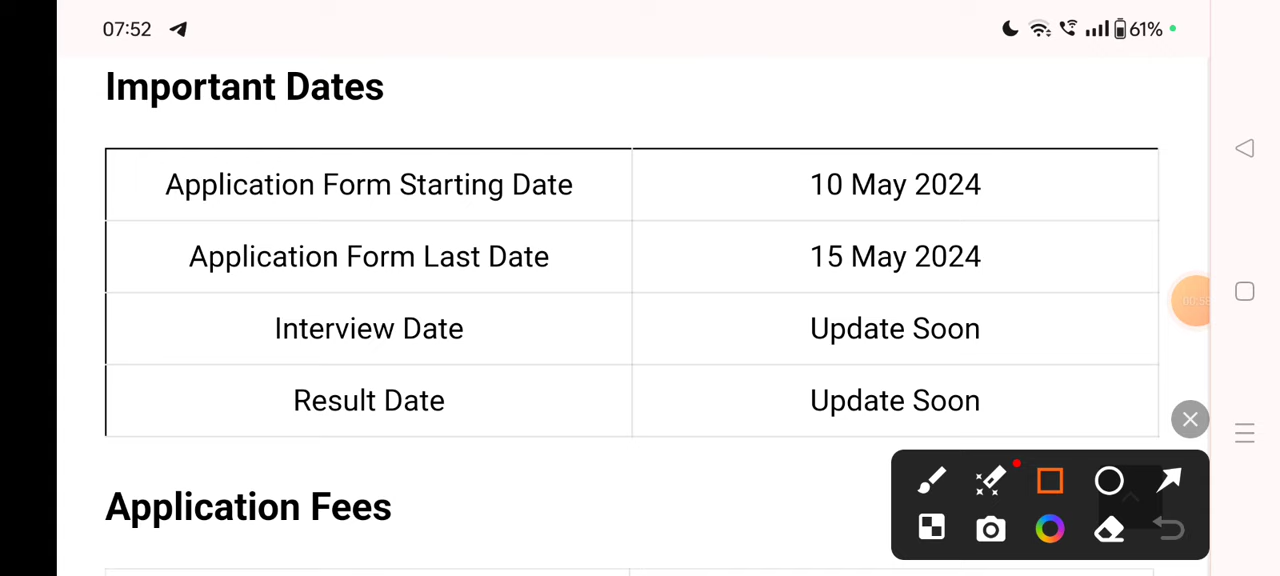 07:52
61%
Important Dates
Application Form Starting Date 10 May 2024
Application Form Last Date 15 May 2024
Interview Date Update Soon
Result Date Update Soon
Application Fees